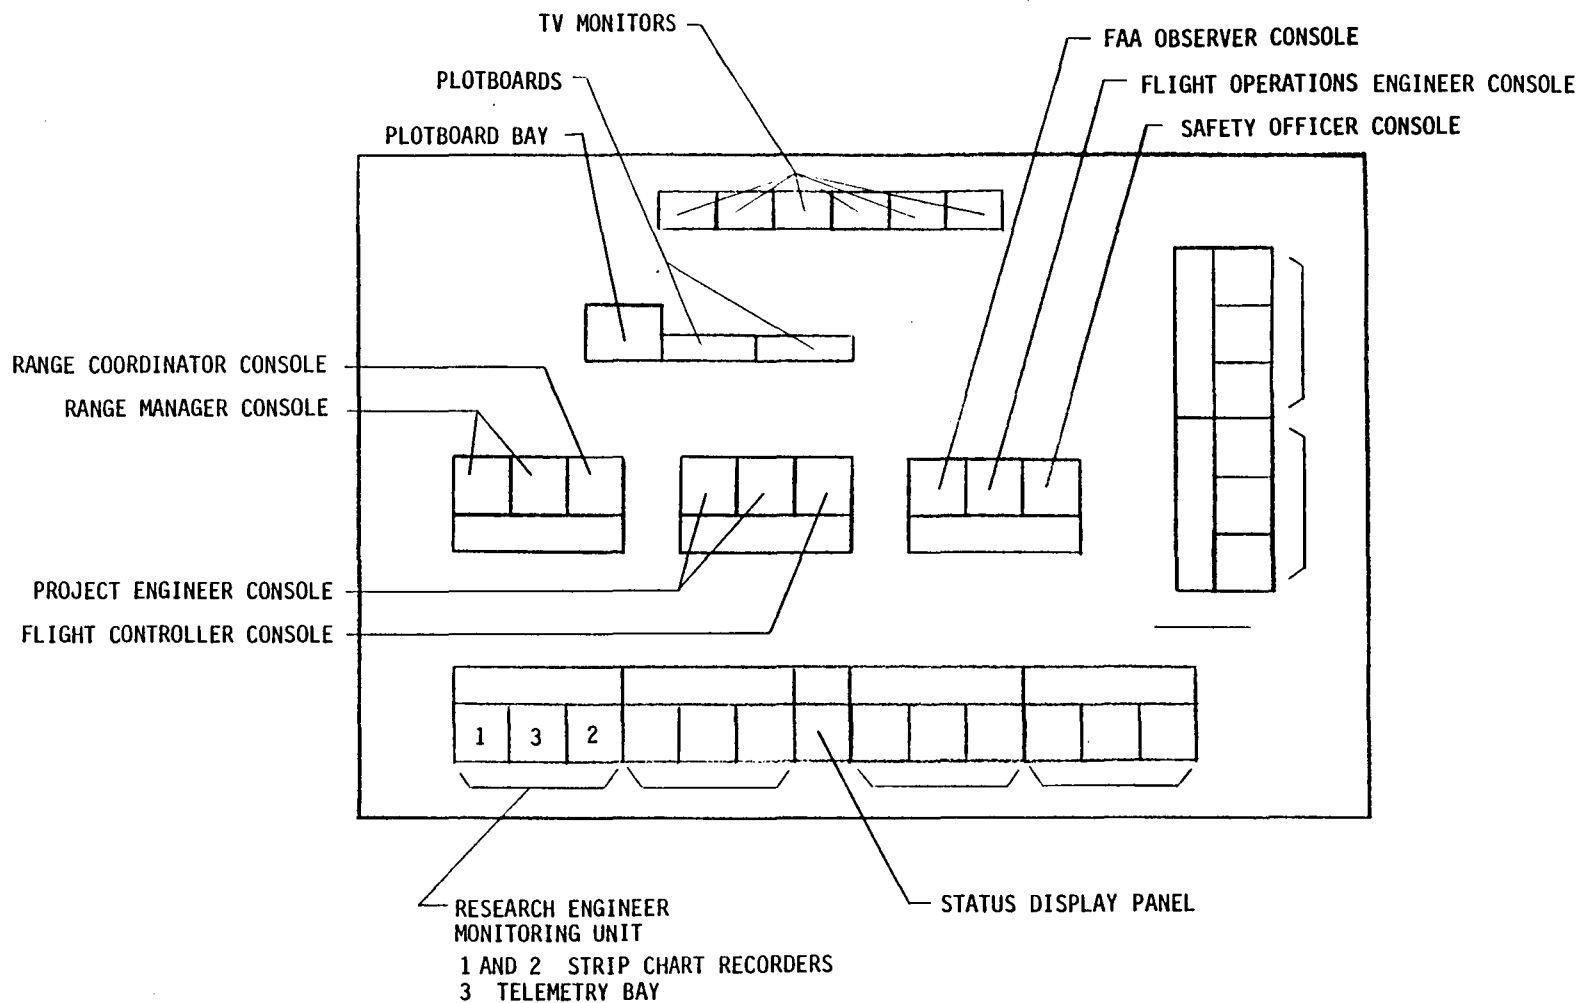 TV MONITORS
FAA OBSERVER CONSOLE
PLOTBOARDS
FLIGHT OPERATIONS ENGINEER CONSOLE
PLOTBOARD BAY
SAFETY OFFICER CONSOLE
RANGE COORDINATOR CONSOLE
RANGE MANAGER CONSOLE
PROJECT ENGINEER CONSOLE
FLIGHT CONTROLLER CONSOLE
1 3 2
STATUS DISPLAY PANEL
RESEARCH ENGINEER
MONITORING UNIT
1 AND 2 STRIP CHART RECORDERS
3 TELEMETRY BAY